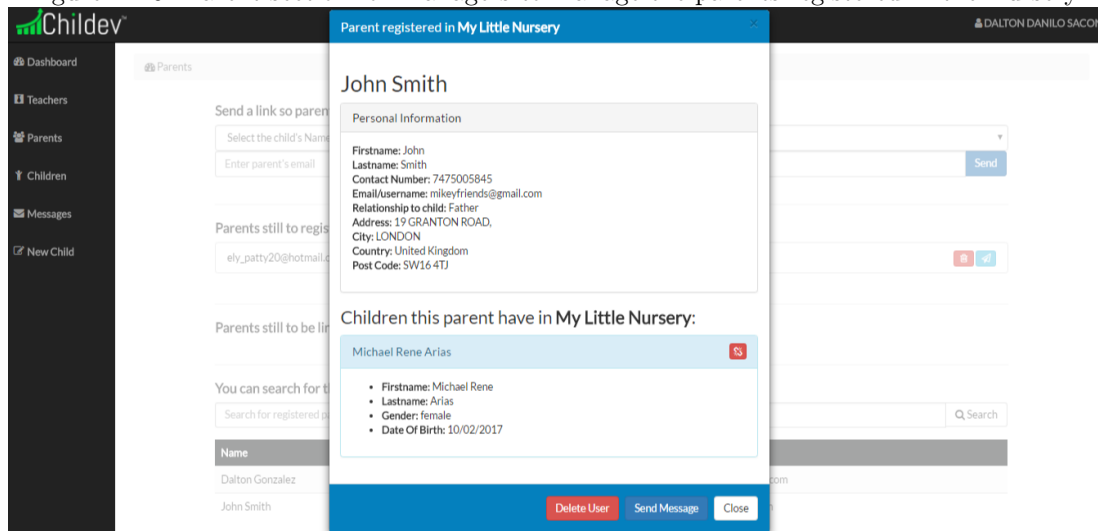 Childev
DALTON DANILO SACON
Dashboard
Teachers
Parents
Children
Messages
New Child
Parents
Send a link so paren
Select the child's Name
Enter parent's email
Send
Parents still to regis
ely_patty20@hotmail.c
Parents still to be lin
You can search for t
Search for registered p
Search
Name
Dalton Gonzalez
com
John Smith
Parent registered in My Little Nursery
×
John Smith
Personal Information
Firstname: John
Lastname: Smith
Contact Number: 7475005845
Email/username: mikeyfriends@gmail.com
Relationship to child: Father
Address: 19 GRANTON ROAD,
City: LONDON
Country: United Kingdom
Post Code: SW16 4TJ
Children this parent have in My Little Nursery:
Michael Rene Arias
• Firstname: Michael Rene
• Lastname: Arias
• Gender: female
• Date Of Birth: 10/02/2017
Delete User
Send Message
Close